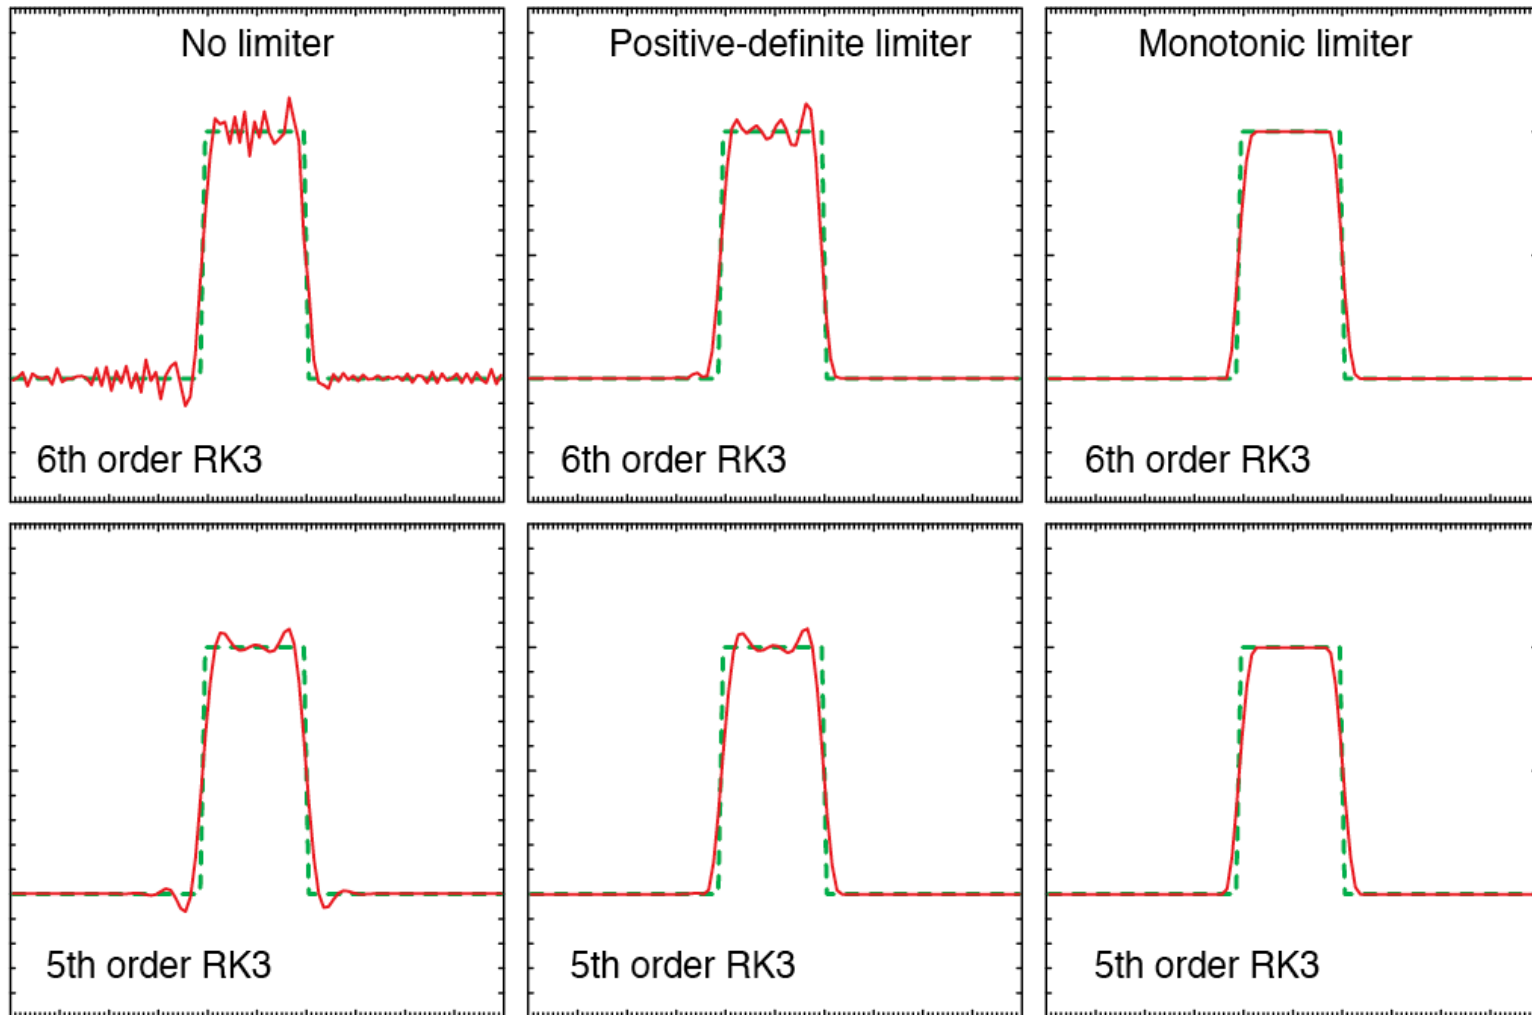 No limiter
Positive-definite limiter
Monotonic limiter
6th order RK3
6th order RK3
6th order RK3
5th order RK3
5th order RK3
5th order RK3